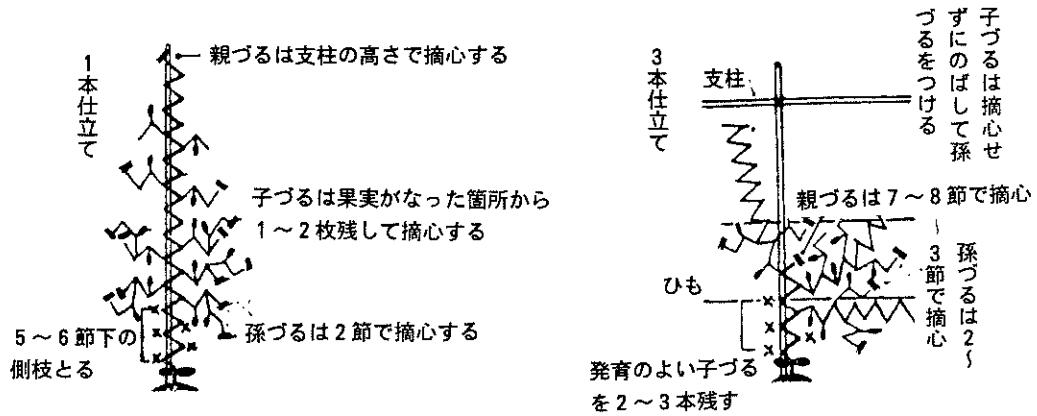 1本仕立て
親づるは支柱の高さで摘心する
子づるは果実がなった箇所から
1～2枚残して摘心する
5～6節下の
側枝とる
孫づるは2節で摘心する
3本仕立て
支柱
子づるは摘心せ
ずにのばして孫
づるをつける
親づるは7～8節で摘心
孫づるは2～
3節で摘心
ひも
発育のよい子づる
を2～3本残す